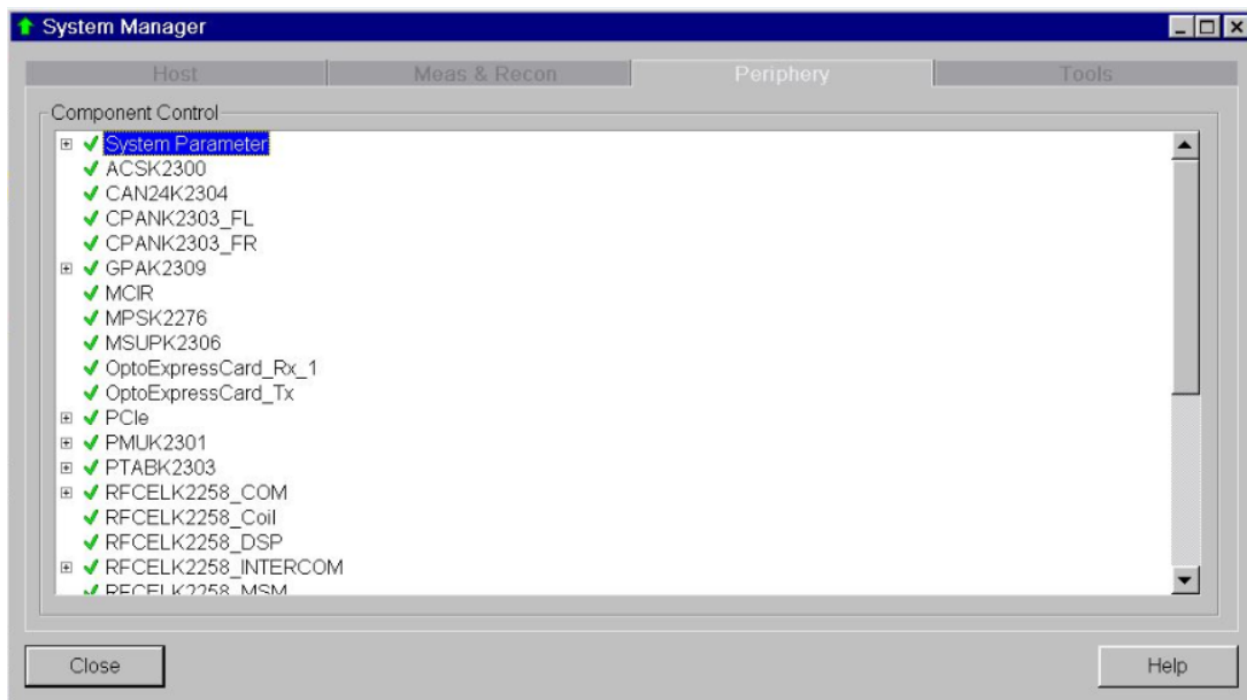 System Manager
Host Meas & Recon Periphery Tools
Component Control
System Parameter
ACSK2300
CAN24K2304
CPANK2303_FL
CPANK2303_FR
GPAK2309
MCIR
MPSK2276
MSUPK2306
OptoExpressCard_Rx_1
OptoExpressCard_Tx
PCIe
PMUK2301
PTABK2303
RFCELK2258_COM
RFCELK2258_Coil
RFCELK2258_DSP
RFCELK2258_INTERCOM
RFCELK2258_MSM
Close Help